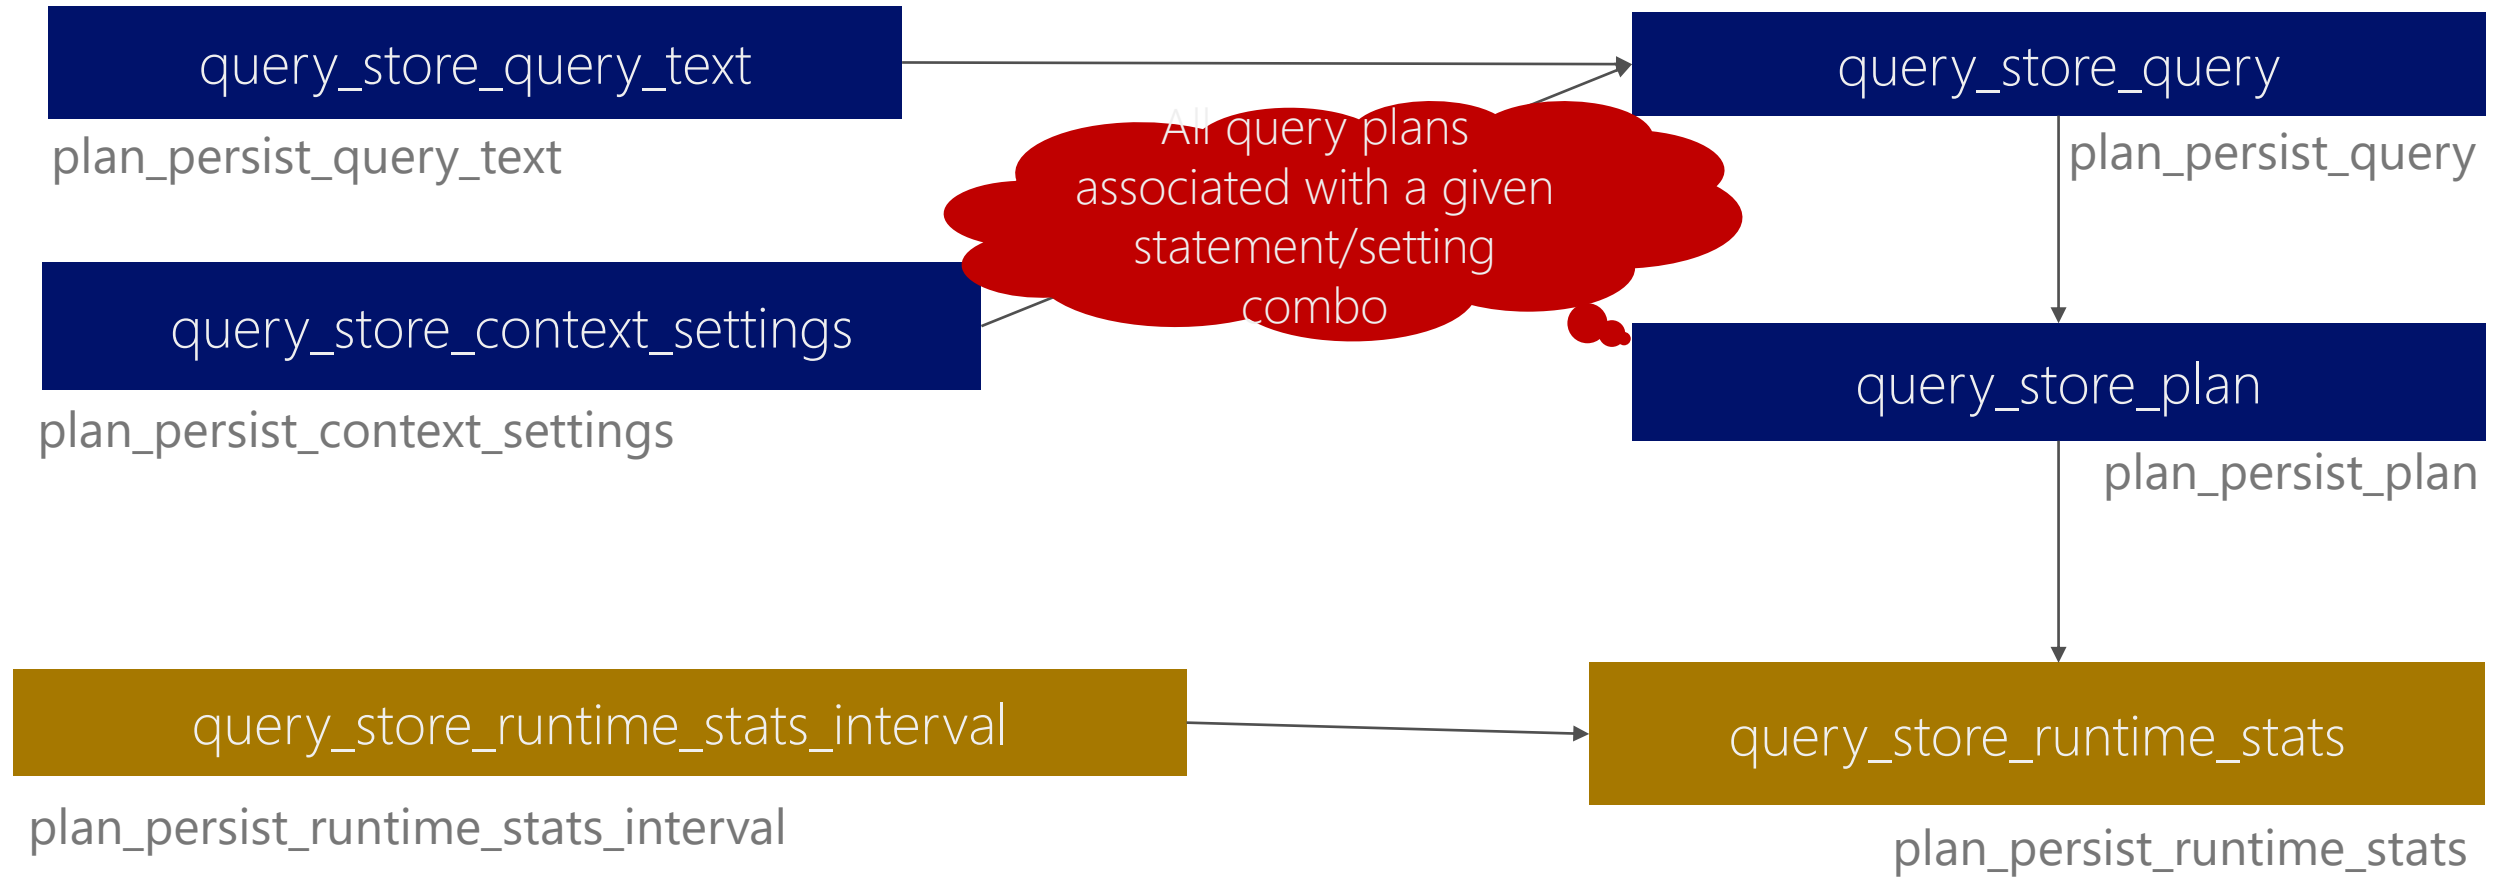 query_store_query_text
plan_persist_query_text
query_store_query
plan_persist_query
All query plans
associated with a given
statement/setting
combo
query_store_context_settings
plan_persist_context_settings
query_store_plan
plan_persist_plan
query_store_runtime_stats_interval
plan_persist_runtime_stats_interval
query_store_runtime_stats
plan_persist_runtime_stats